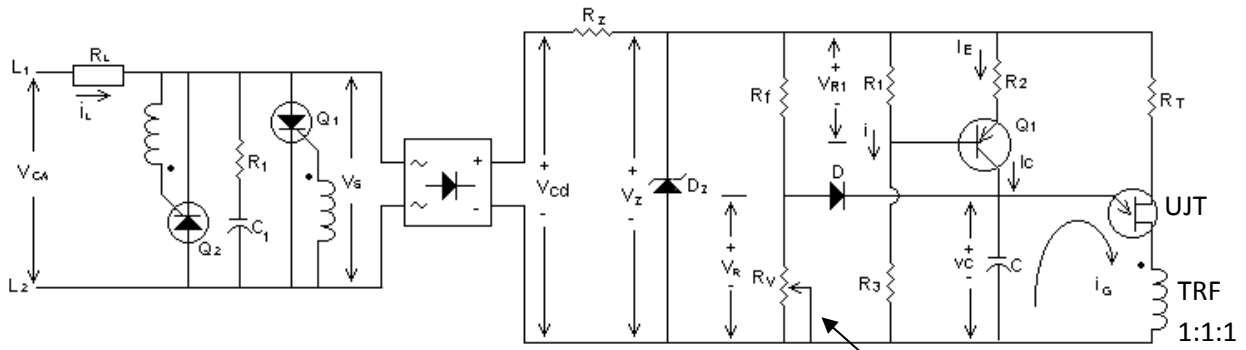 L1
RL
iL
VCA
L2
Q2
R1
C1
Q1
VS
~
~
+
-
+
VCd
-
RZ
+
VZ
-
DZ
Rf
+
VR
-
RV
+
VR1
-
R1
i
D
R3
IE
R2
Q1
IC
+
vC
-
C
iG
RT
UJT
TRF
1:1:1